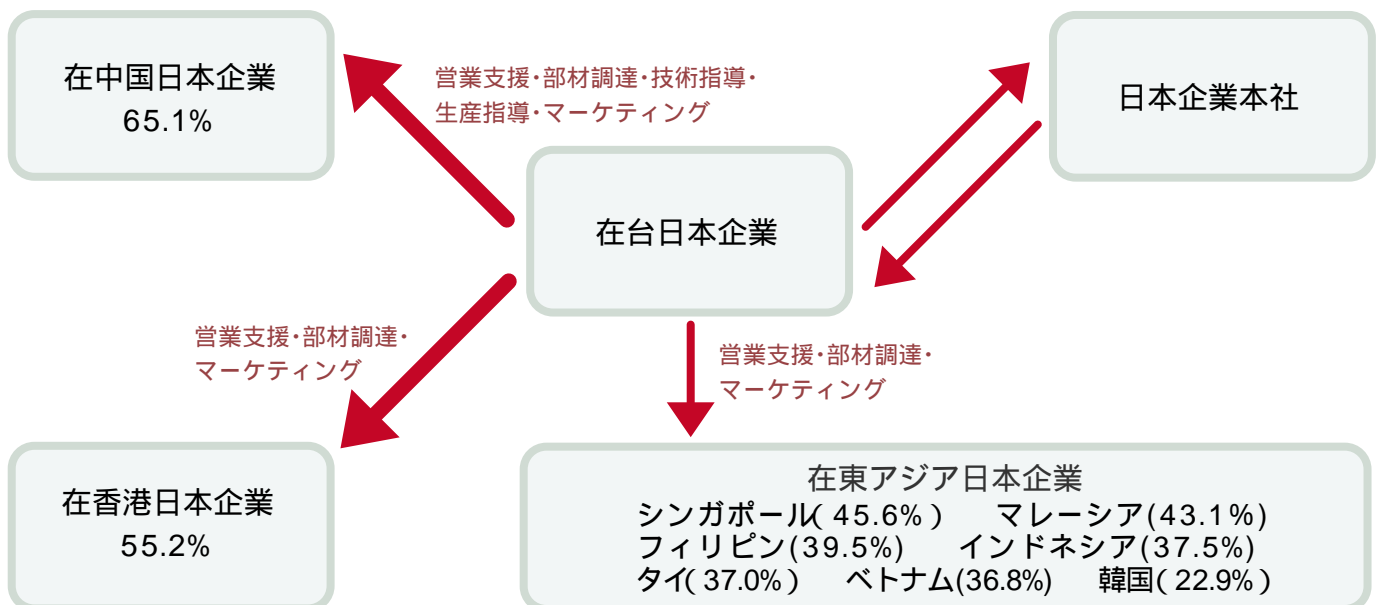 在中国日本企業
65.1%
営業支援・部材調達・技術指導・
生産指導・マーケティング
日本企業本社
在台日本企業
営業支援・部材調達・
マーケティング
営業支援・部材調達・
マーケティング
在香港日本企業
55.2%
在東アジア日本企業
シンガポール(45.6%) マレーシア(43.1%)
フィリピン(39.5%) インドネシア(37.5%)
タイ(37.0%) ベトナム(36.8%) 韓国(22.9%)